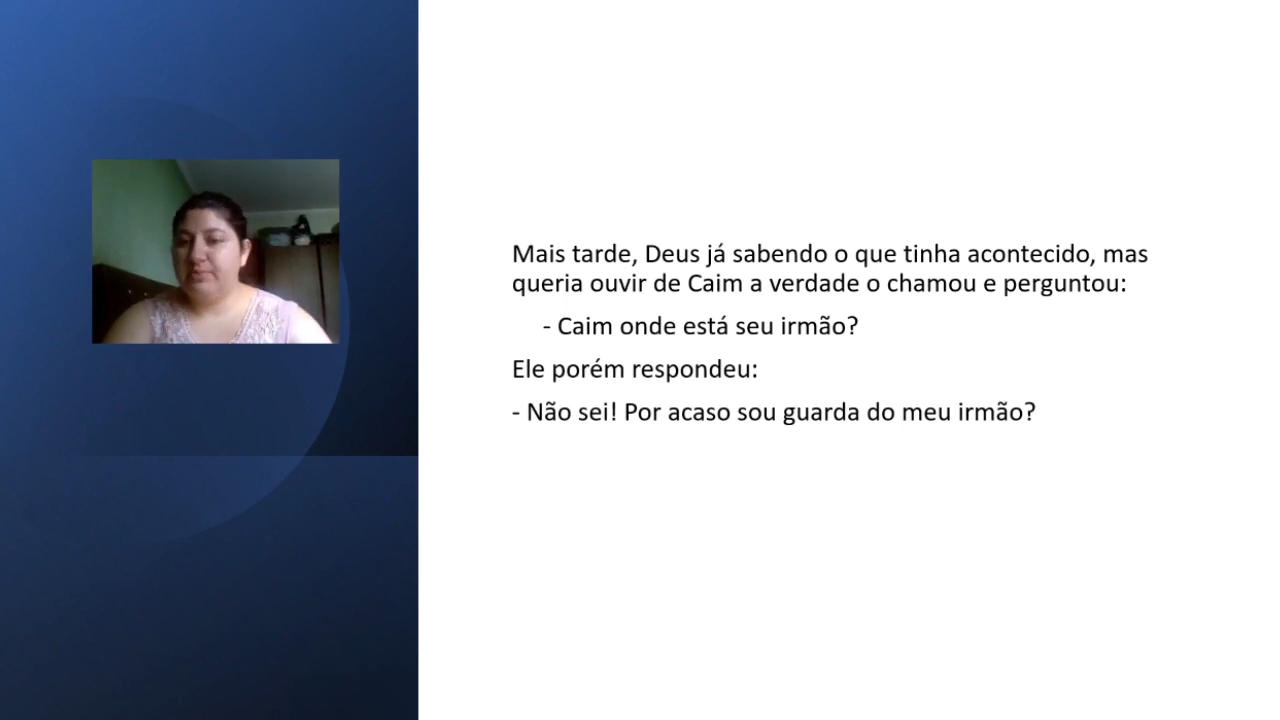 Mais tarde, Deus já sabendo o que tinha acontecido, mas
queria ouvir de Caim a verdade o chamou e perguntou:
- Caim onde está seu irmão?
Ele porém respondeu:
- Não sei! Por acaso sou guarda do meu irmão?